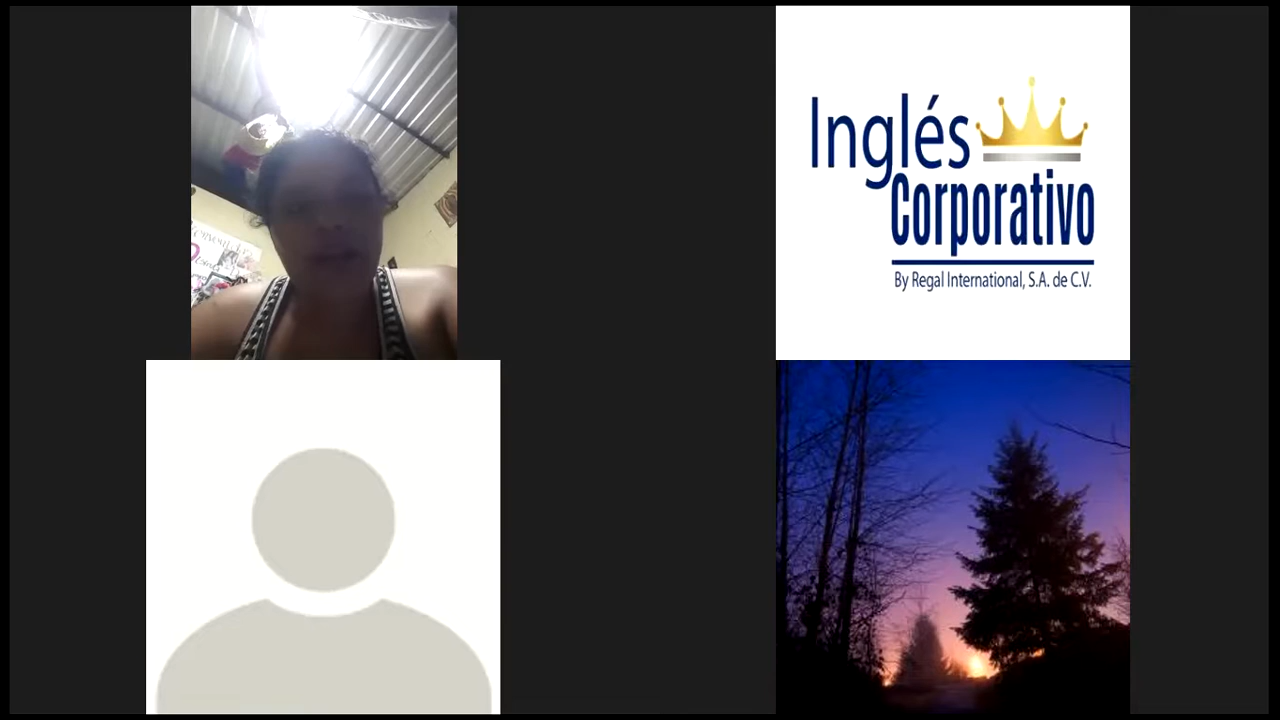 Inglés
Corporativo
By Regal International, S.A. de C.V.